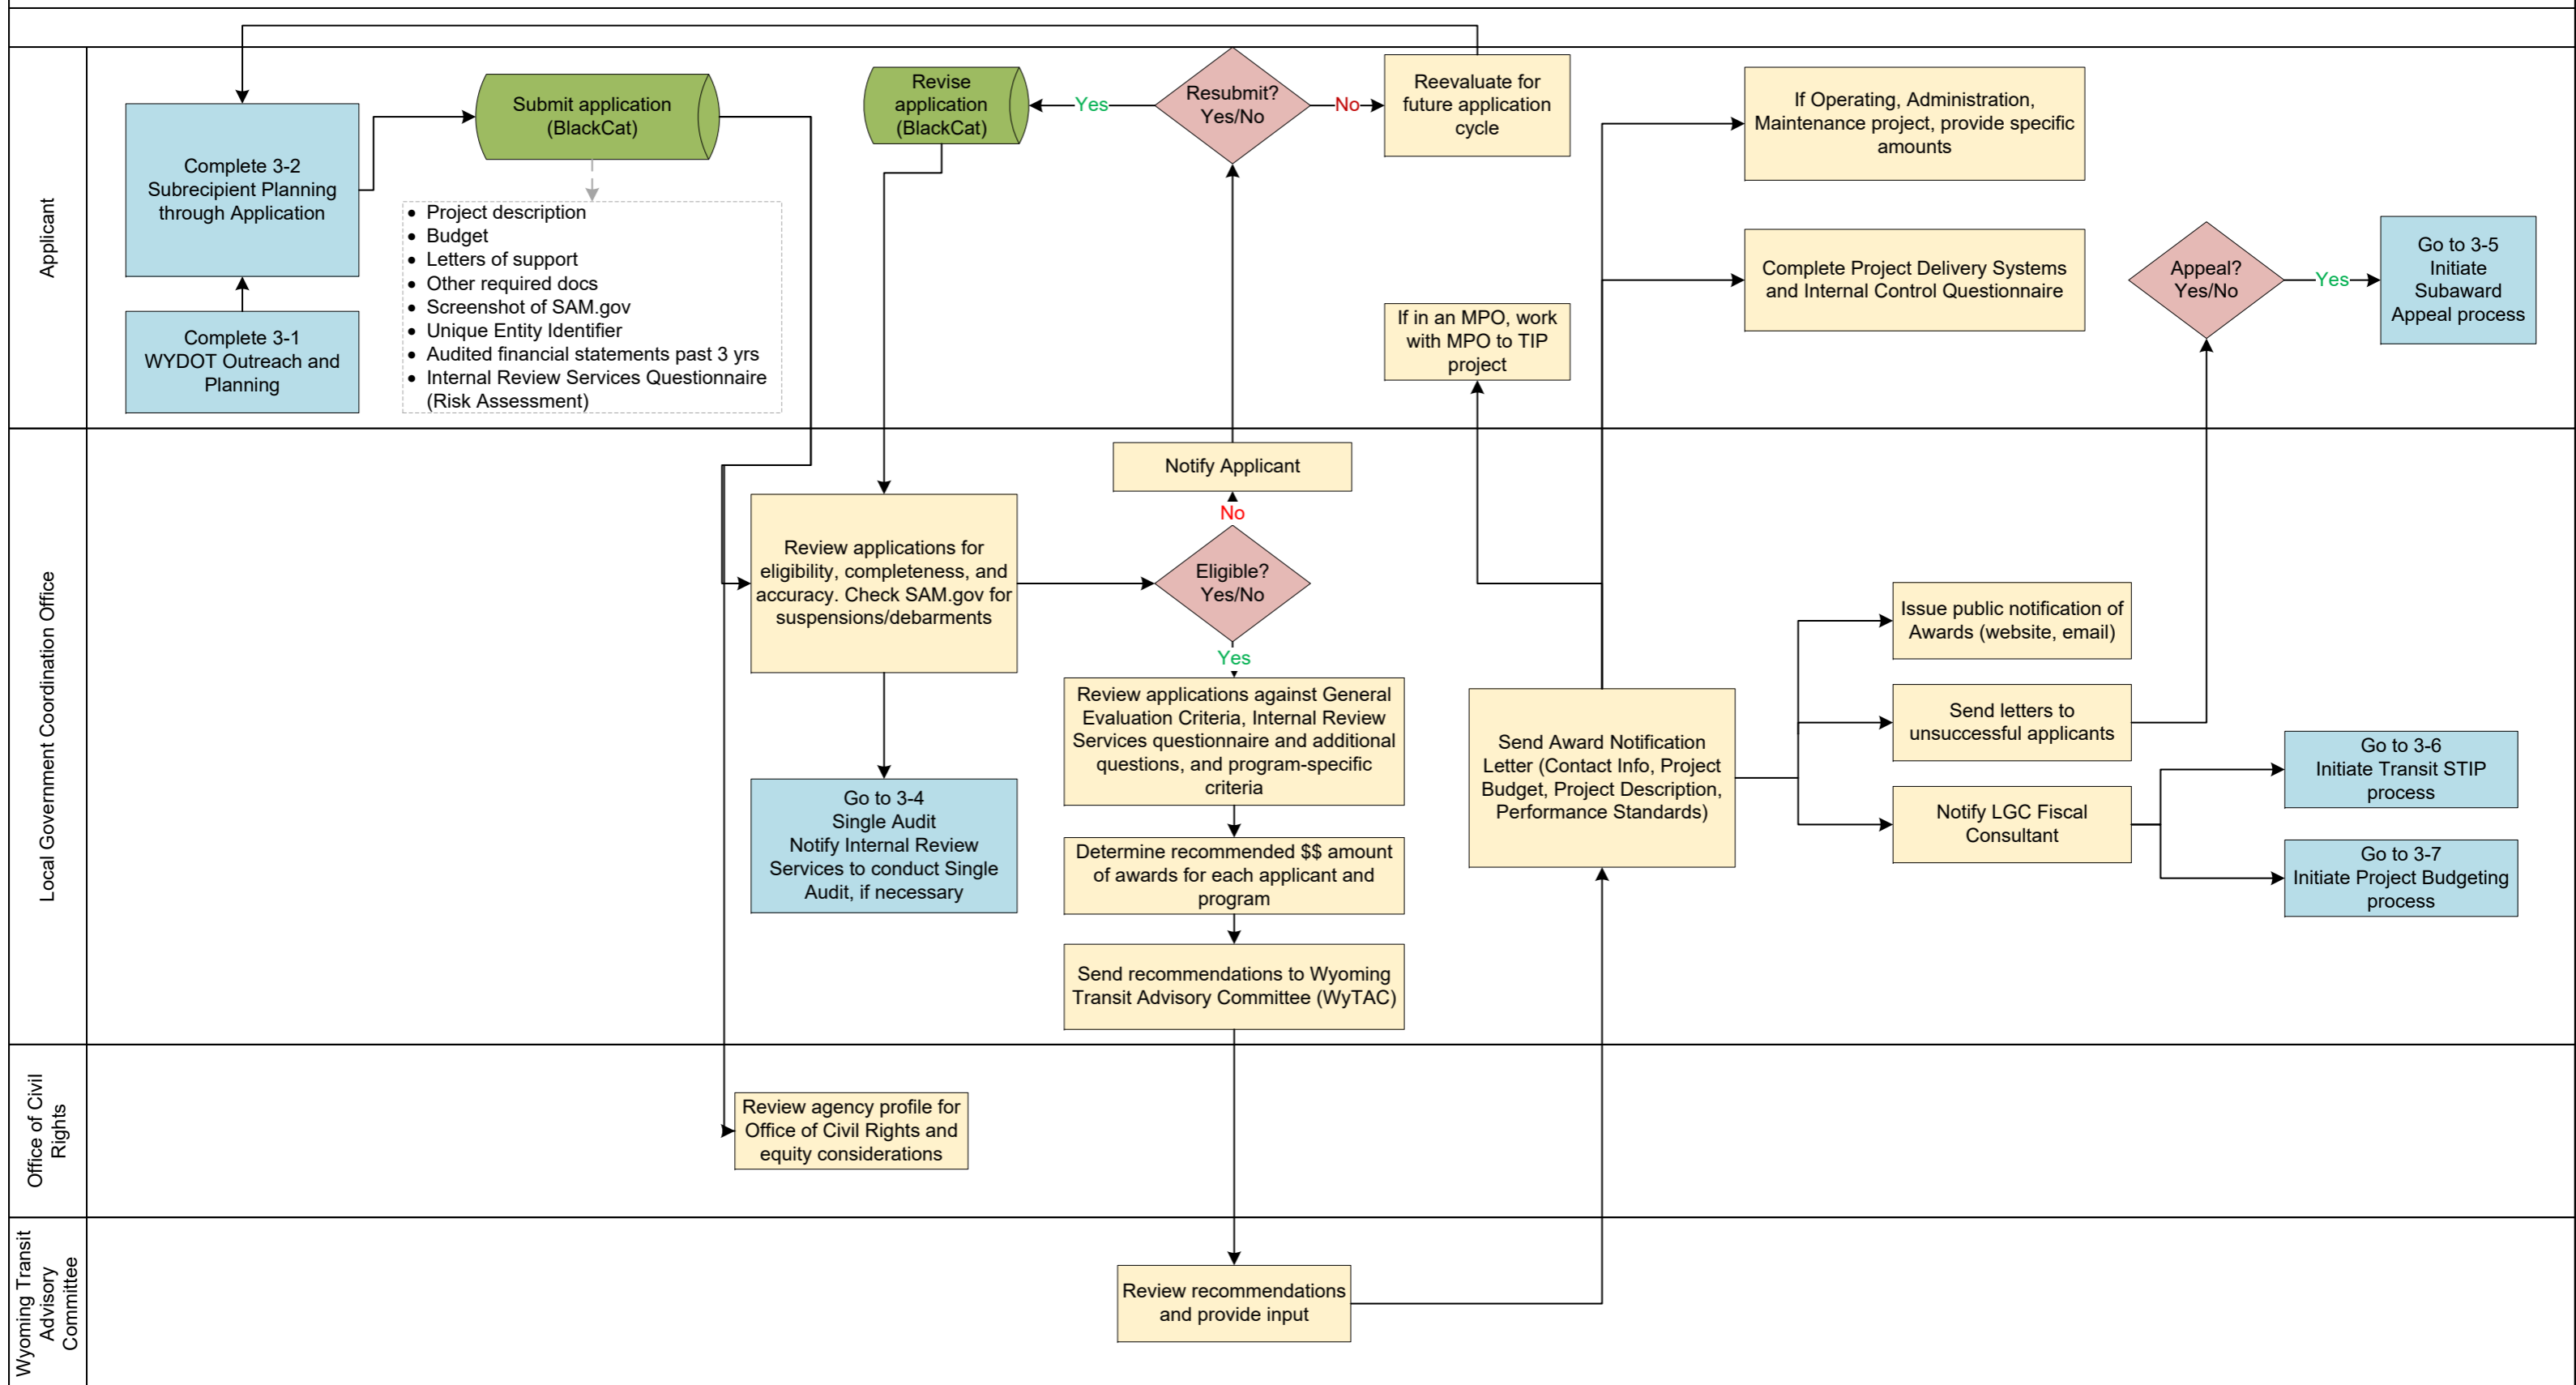 Applicant
Complete 3-2
Subrecipient Planning
through Application
Complete 3-1
WYDOT Outreach and
Planning
Submit application
(BlackCat)
• Project description
• Budget
• Letters of support
• Other required docs
• Screenshot of SAM.gov
• Unique Entity Identifier
• Audited financial statements past 3 yrs
• Internal Review Services Questionnaire
(Risk Assessment)
Revise
application
(BlackCat)
Yes
Resubmit?
Yes/No
No
Reevaluate for
future application
cycle
If in an MPO, work
with MPO to TIP
project
If Operating, Administration,
Maintenance project, provide specific
amounts
Complete Project Delivery Systems
and Internal Control Questionnaire
Appeal?
Yes/No
Yes
Go to 3-5
Initiate
Subaward
Appeal process
Local Government Coordination Office
Review applications for
eligibility, completeness, and
accuracy. Check SAM.gov for
suspensions/debarments
Go to 3-4
Single Audit
Notify Internal Review
Services to conduct Single
Audit, if necessary
Notify Applicant
No
Eligible?
Yes/No
Yes
Review applications against General
Evaluation Criteria, Internal Review
Services questionnaire and additional
questions, and program-specific
criteria
Determine recommended $$ amount
of awards for each applicant and
program
Send recommendations to Wyoming
Transit Advisory Committee (WyTAC)
Send Award Notification
Letter (Contact Info, Project
Budget, Project Description,
Performance Standards)
Issue public notification of
Awards (website, email)
Send letters to
unsuccessful applicants
Notify LGC Fiscal
Consultant
Go to 3-6
Initiate Transit STIP
process
Go to 3-7
Initiate Project Budgeting
process
Office of Civil
Rights
Review agency profile for
Office of Civil Rights and
equity considerations
Wyoming Transit
Advisory
Committee
Review recommendations
and provide input